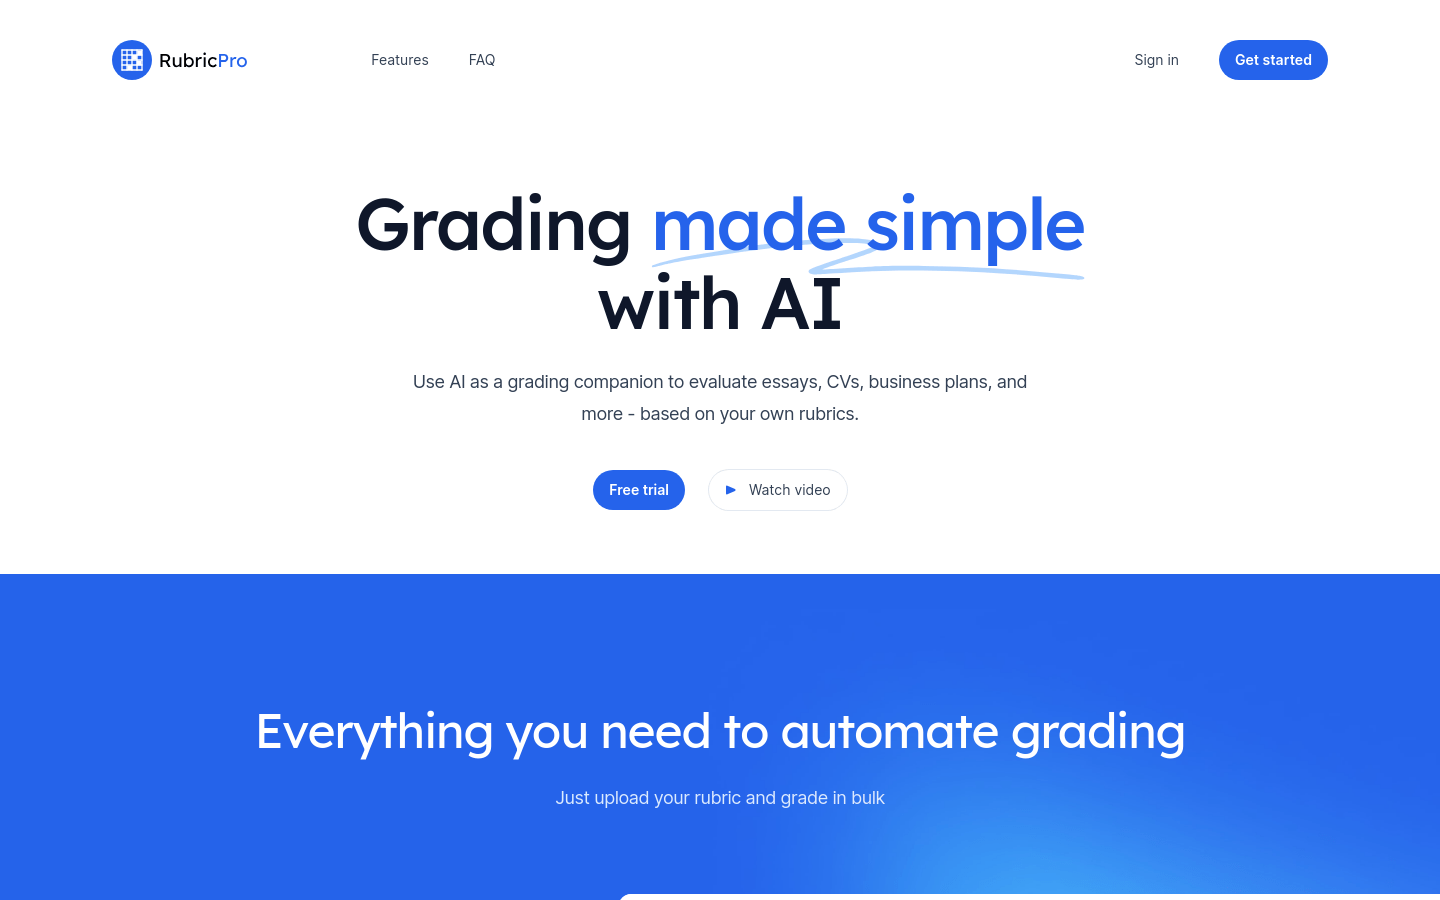 RubricPro
Features
FAQ
Sign in
Get started
Grading made simple
with AI
Use AI as a grading companion to evaluate essays, CVs, business plans, and
more - based on your own rubrics.
Free trial
Watch video
Everything you need to automate grading
Just upload your rubric and grade in bulk